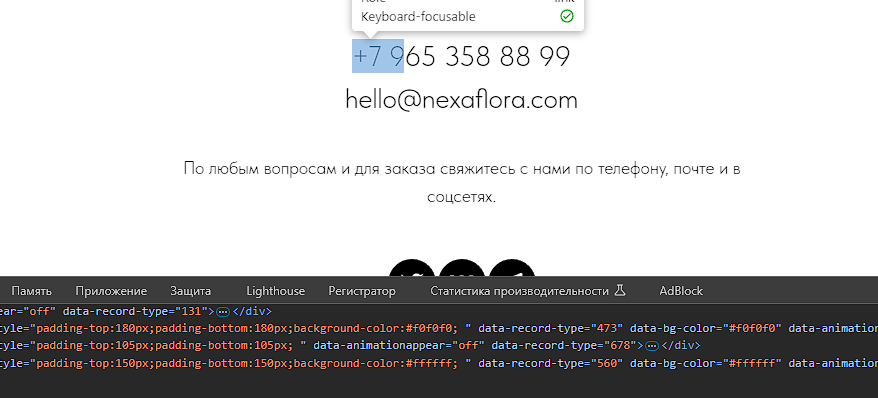 Keyboard-focusable
+7 965 358 88 99
hello@nexaflora.com
По любым вопросам и для заказа свяжитесь с нами по телефону, почте и в
соцсетях.
Память Приложение Защита Lighthouse Регистратор Статистика производительности AdBlock
ear="off" data-record-type="131">⋯</div>
tyle="padding-top:180px;padding-bottom:180px;background-color:#f0f0f0; " data-record-type="473" data-bg-color="#f0f0f0" data-animation
tyle="padding-top:105px;padding-bottom:105px; " data-animationappear="off" data-record-type="678">⋯</div>
tyle="padding-top:150px;padding-bottom:150px;background-color:#ffffff; " data-record-type="560" data-bg-color="#ffffff" data-animation